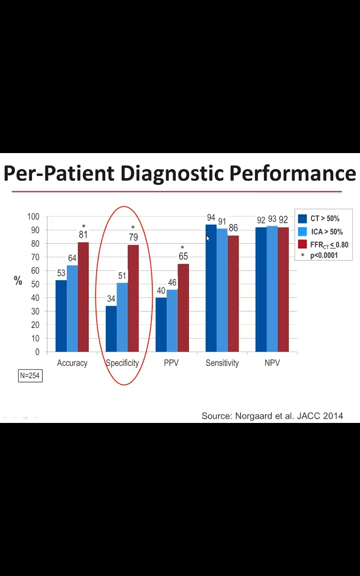 Per-Patient Diagnostic Performance
100
90
80
70
60
50
40
30
20
10
0
%
53 64 81 *
34 51 79 *
40 46 65 *
94 91 86
92 93 92
Accuracy Specificity PPV Sensitivity NPV
CT > 50%
ICA > 50%
FFRCT ≤ 0.80
* p<0.0001
N=254
Source: Norgaard et al. JACC 2014